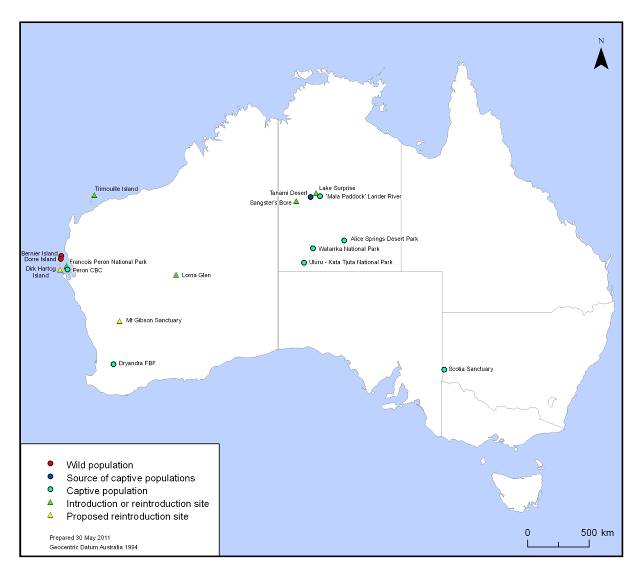 N
Trimouille Island
Lake Surprise
Tanami Desert
'Mala Paddock' Lander River
Sangster's Bore
Alice Springs Desert Park
Watarrka National Park
Uluru - Kata Tjuta National Park
Bernier Island
Dorre Island
Francois Peron National Park
Dirk Hartog
Island
Peron CBC
Lorna Glen
Mt Gibson Sanctuary
Dryandra FBF
Scotia Sanctuary
Wild population
Source of captive populations
Captive population
Introduction or reintroduction site
Proposed reintroduction site
Prepared 30 May 2011
Geocentric Datum Australia 1994
0 500 km